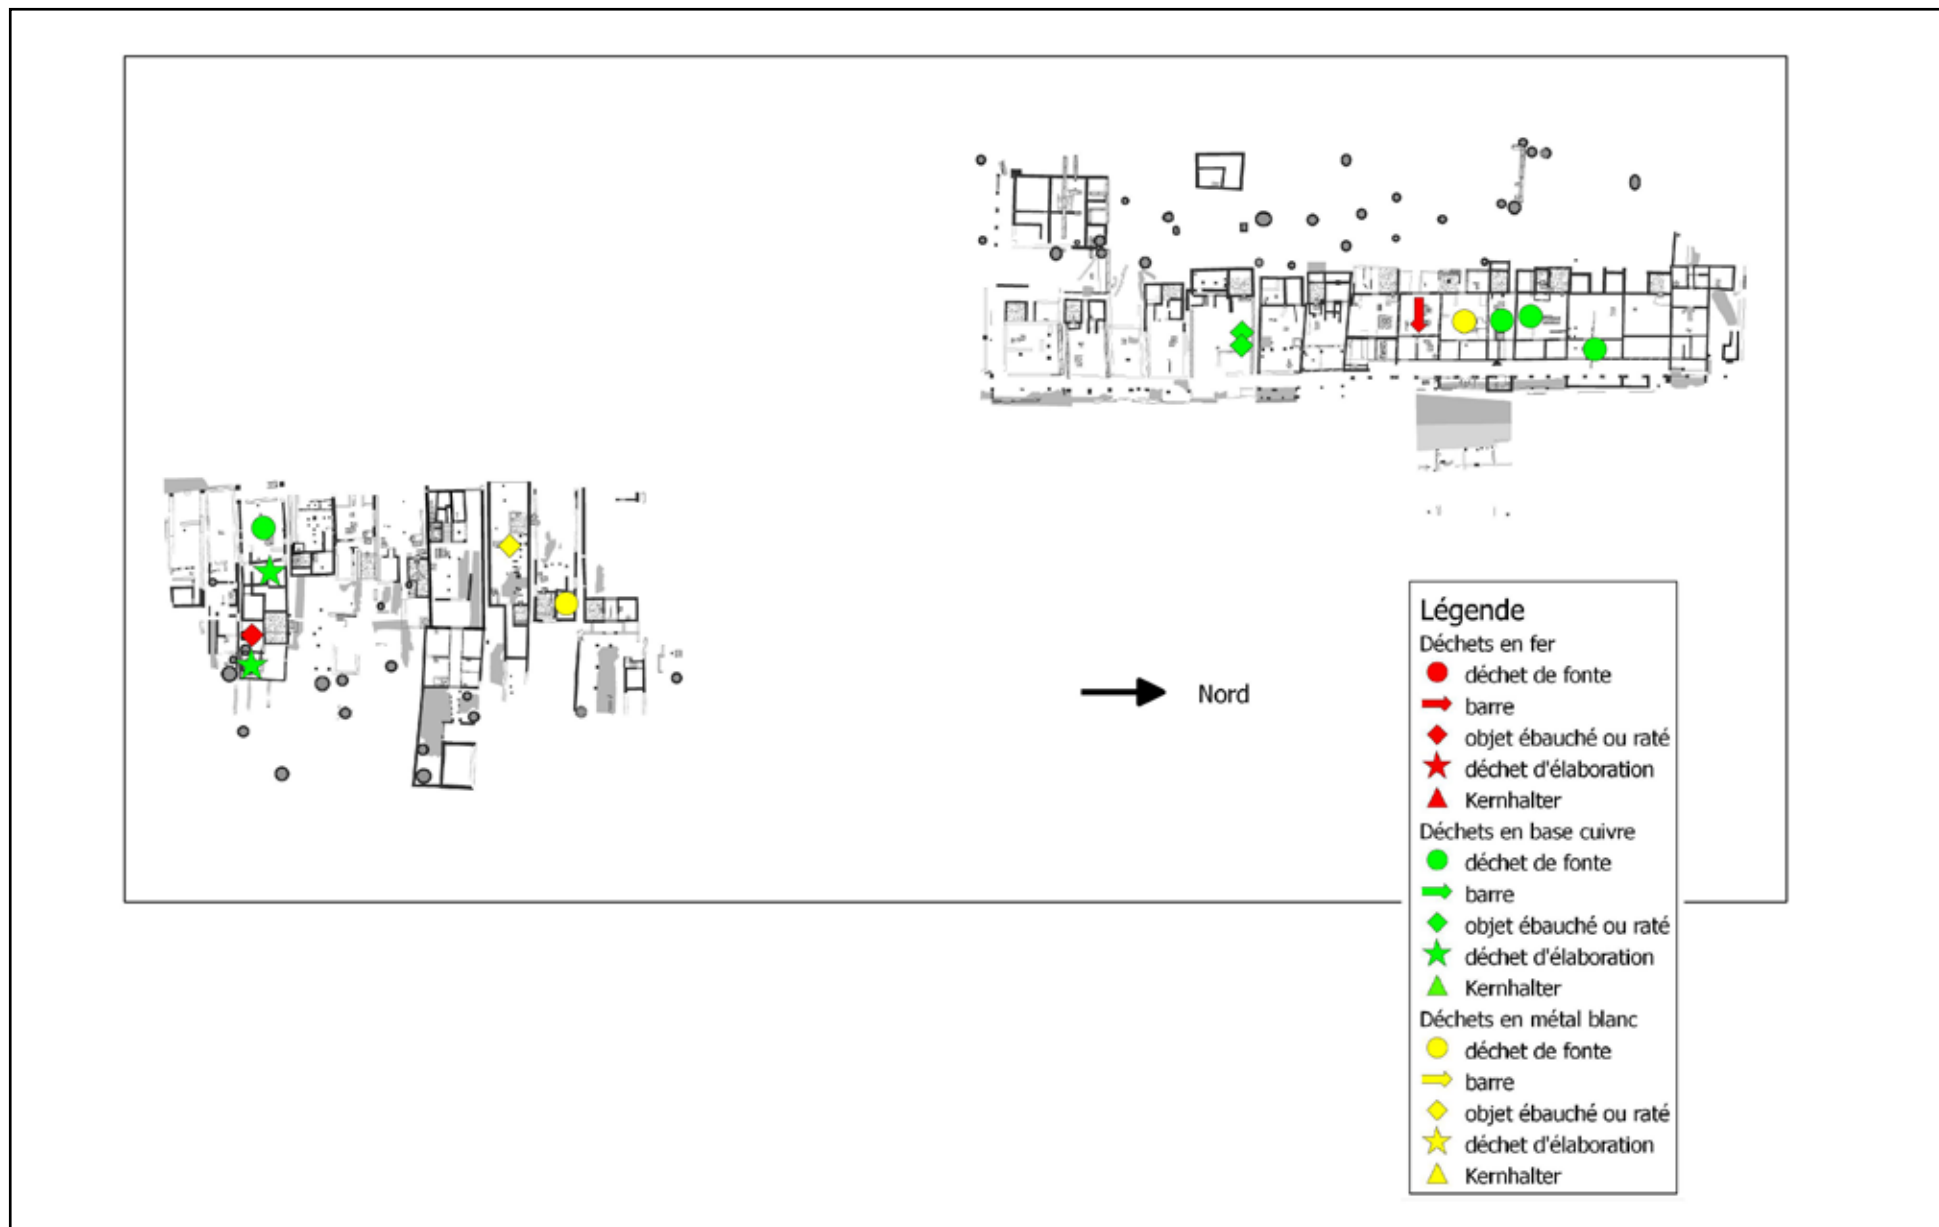 Nord
Légende
Déchets en fer
déchet de fonte
barre
objet ébauché ou raté
déchet d'élaboration
Kernhalter
Déchets en base cuivre
déchet de fonte
barre
objet ébauché ou raté
déchet d'élaboration
Kernhalter
Déchets en métal blanc
déchet de fonte
barre
objet ébauché ou raté
déchet d'élaboration
Kernhalter